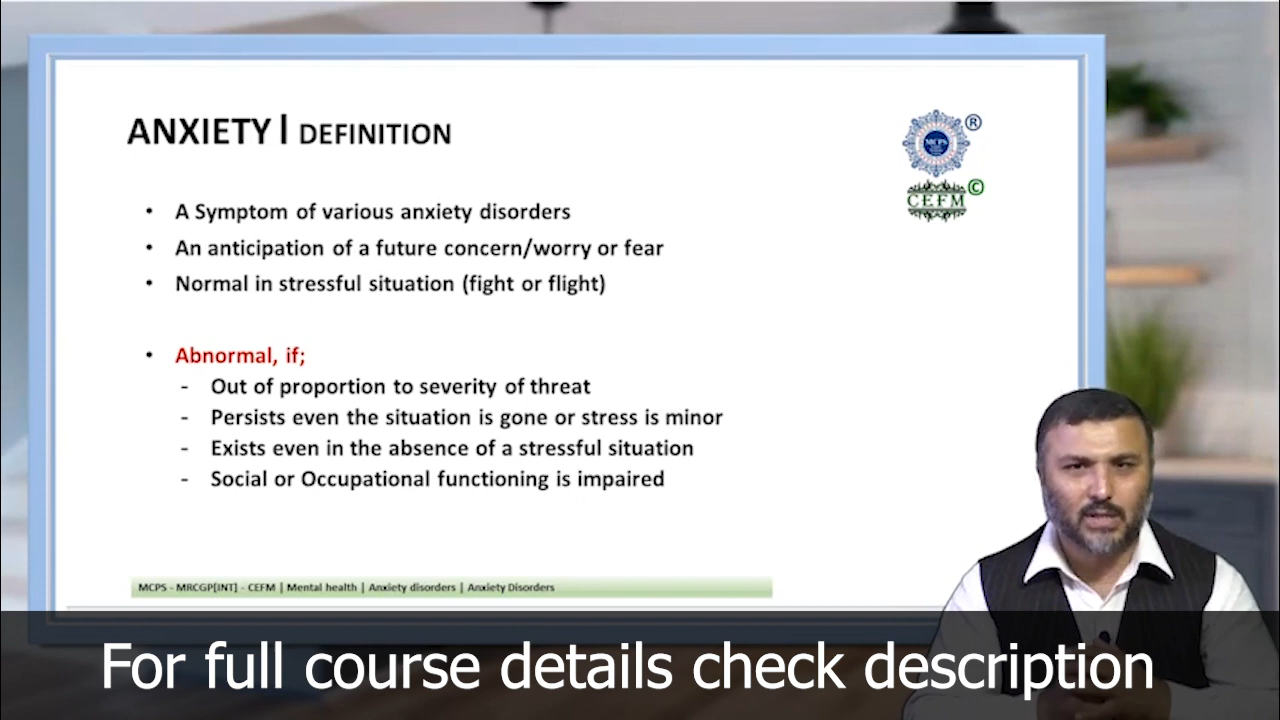 ANXIETY | DEFINITION
®
MCPS
©
CEFM
• A Symptom of various anxiety disorders
• An anticipation of a future concern/worry or fear
• Normal in stressful situation (fight or flight)
• Abnormal, if;
- Out of proportion to severity of threat
- Persists even the situation is gone or stress is minor
- Exists even in the absence of a stressful situation
- Social or Occupational functioning is impaired
MCPS - MRCGP[INT] - CEFM | Mental health | Anxiety disorders | Anxiety Disorders
For full course details check description